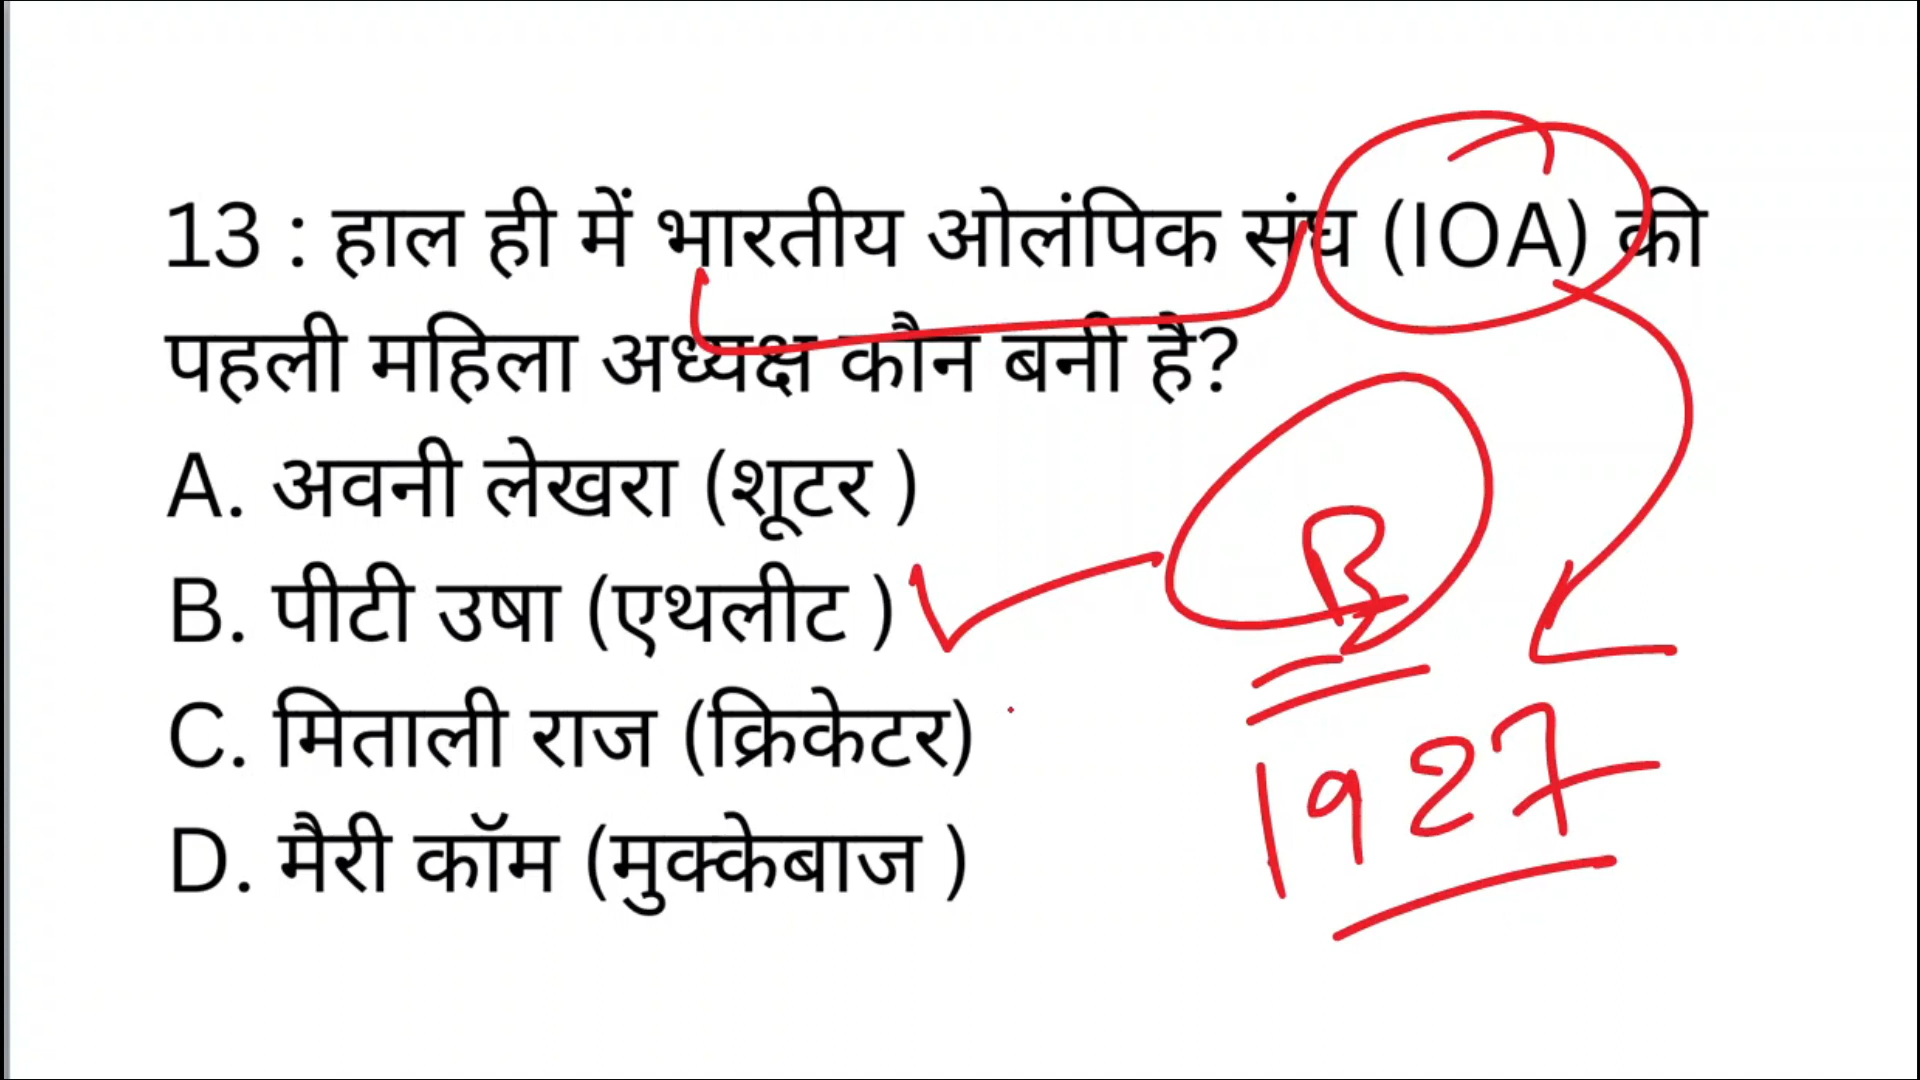 13 : हाल ही में भारतीय ओलंपिक संघ (IOA) की
पहली महिला अध्यक्ष कौन बनी है?
A. अवनी लेखरा (शूटर )
B. पीटी उषा (एथलीट )
C. मिताली राज (क्रिकेटर)
D. मैरी कॉम (मुक्केबाज )
B
1927